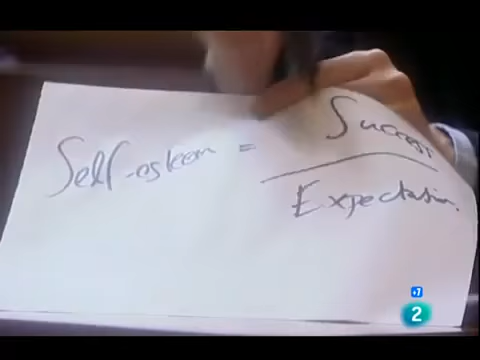 Self-esteem = Success
Expectation.
+7
2